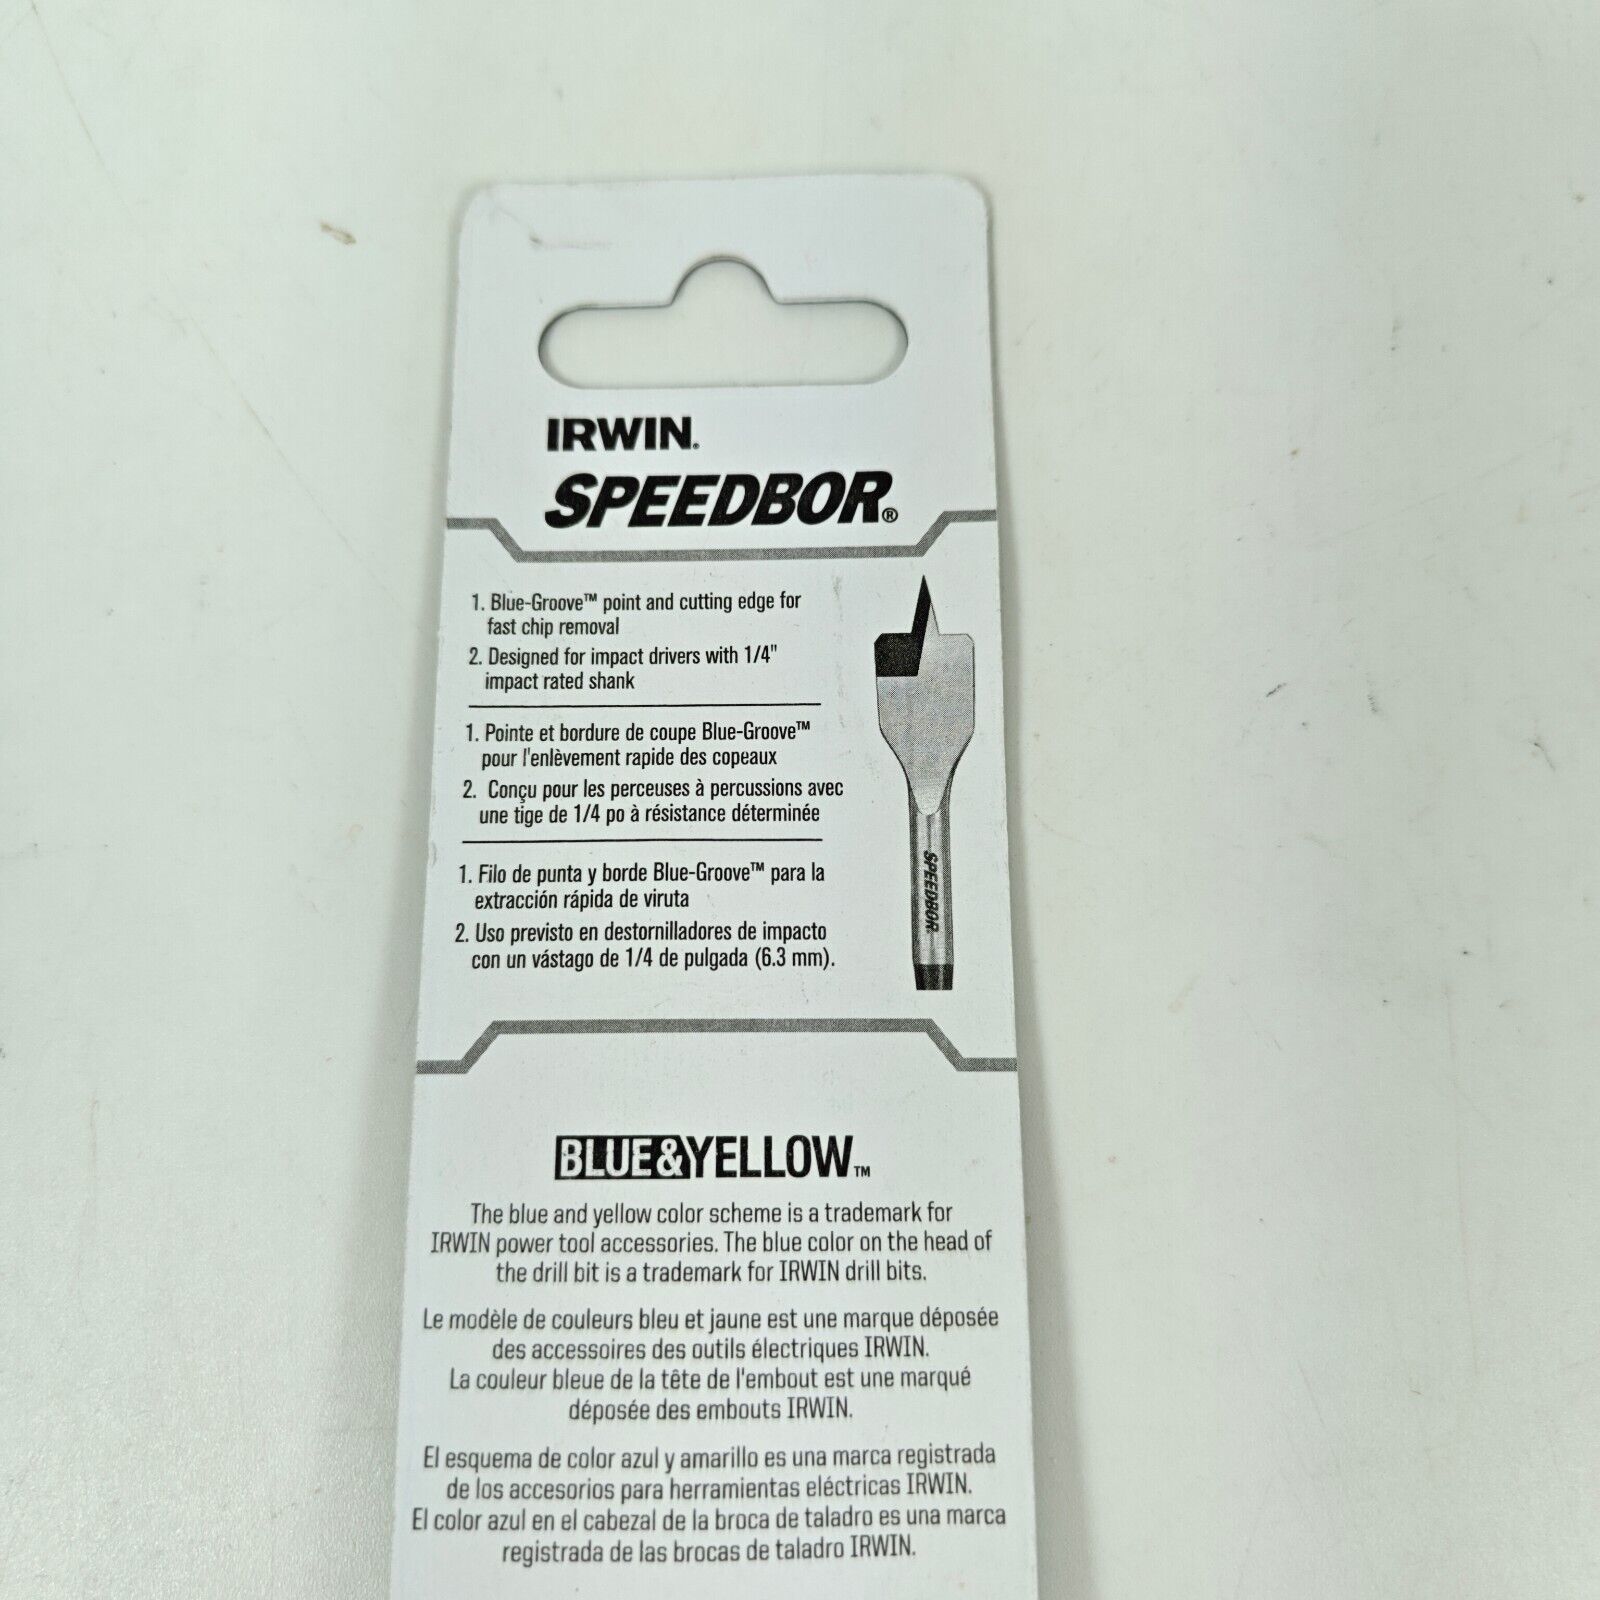 IRWIN®
SPEEDBOR®
1. Blue-Groove™ point and cutting edge for
fast chip removal
2. Designed for impact drivers with 1/4"
impact rated shank
1. Pointe et bordure de coupe Blue-Groove™
pour l'enlèvement rapide des copeaux
2. Conçu pour les perceuses à percussions avec
une tige de 1/4 po à résistance déterminée
1. Filo de punta y borde Blue-Groove™ para la
extracción rápida de viruta
2. Uso previsto en destornilladores de impacto
con un vástago de 1/4 de pulgada (6.3 mm).
SPEEDBOR
BLUE&YELLOW™
The blue and yellow color scheme is a trademark for
IRWIN power tool accessories. The blue color on the head of
the drill bit is a trademark for IRWIN drill bits.
Le modèle de couleurs bleu et jaune est une marque déposée
des accessoires des outils électriques IRWIN.
La couleur bleue de la tête de l'embout est une marqué
déposée des embouts IRWIN.
El esquema de color azul y amarillo es una marca registrada
de los accesorios para herramientas eléctricas IRWIN.
El color azul en el cabezal de la broca de taladro es una marca
registrada de las brocas de taladro IRWIN.